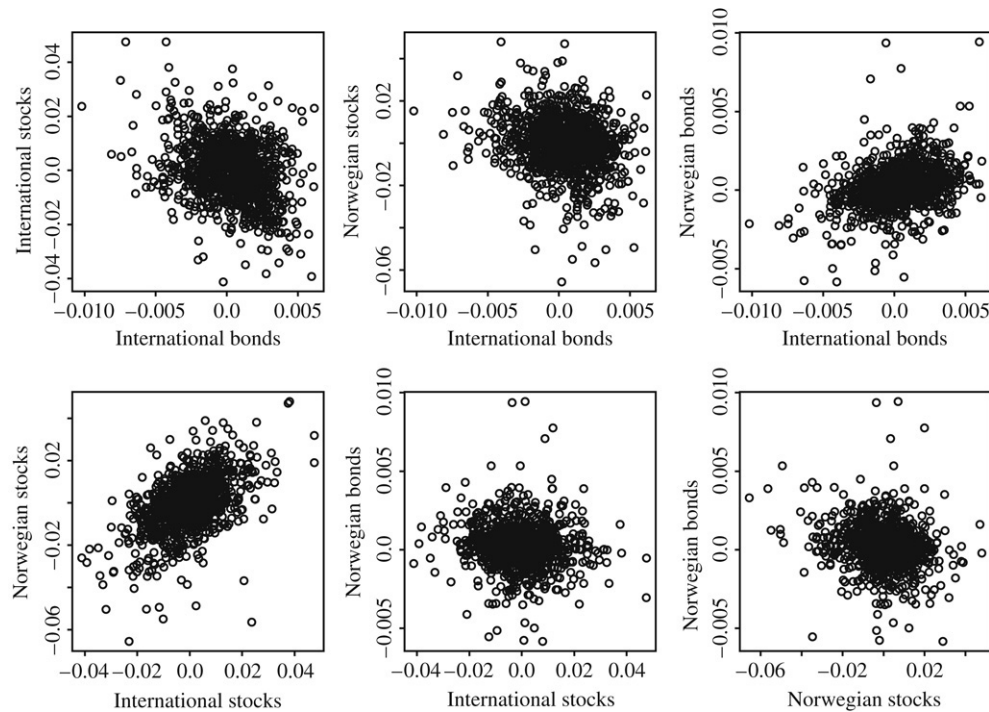 International stocks
0.04
0.02
0.0
−0.02
−0.04
−0.010 −0.005 0.0 0.005
International bonds
Norwegian stocks
0.02
−0.02
−0.06
−0.010 −0.005 0.0 0.005
International bonds
Norwegian bonds
0.010
0.005
0.0
−0.005
−0.010 −0.005 0.0 0.005
International bonds
Norwegian stocks
0.02
−0.02
−0.06
−0.04 −0.02 0.0 0.02 0.04
International stocks
Norwegian bonds
0.010
0.005
0.0
−0.005
−0.04 −0.02 0.0 0.02 0.04
International stocks
Norwegian bonds
0.010
0.005
0.0
−0.005
−0.06 −0.02 0.02
Norwegian stocks